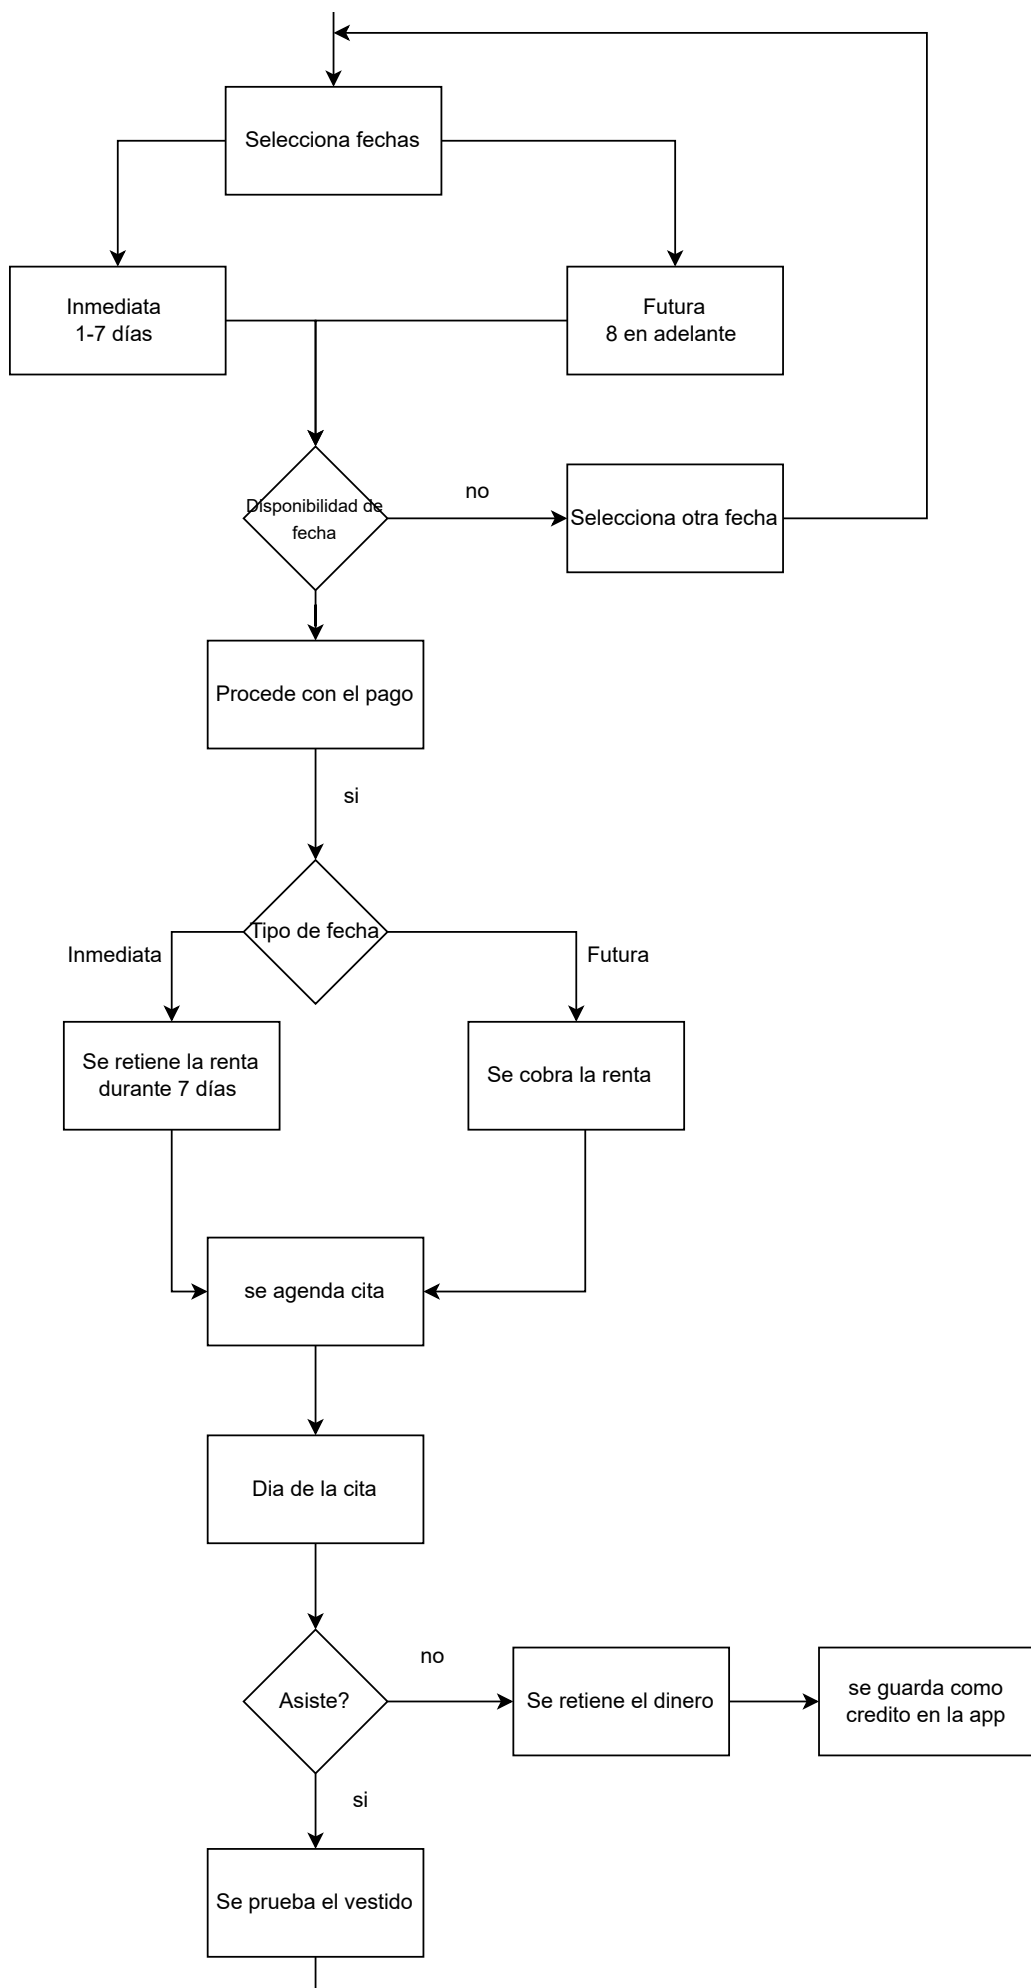 Selecciona fechas
Inmediata
1-7 días
Futura
8 en adelante
Disponibilidad de
fecha
no
Selecciona otra fecha
Procede con el pago
si
Tipo de fecha
Inmediata
Futura
Se retiene la renta
durante 7 días
Se cobra la renta
se agenda cita
Dia de la cita
Asiste?
no
Se retiene el dinero
se guarda como
credito en la app
si
Se prueba el vestido